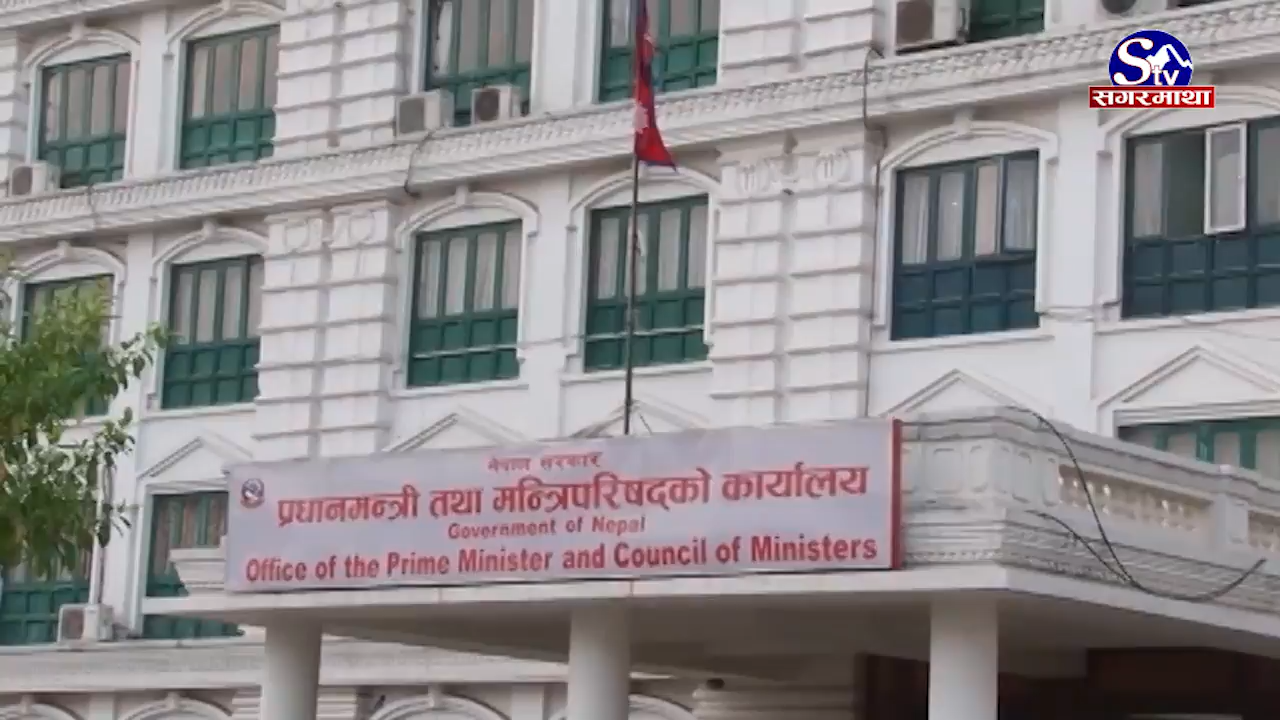 S tv
सगरमाथा
नेपाल सरकार
प्रधानमन्त्री तथा मन्त्रिपरिषद्को कार्यालय
Government of Nepal
Office of the Prime Minister and Council of Ministers